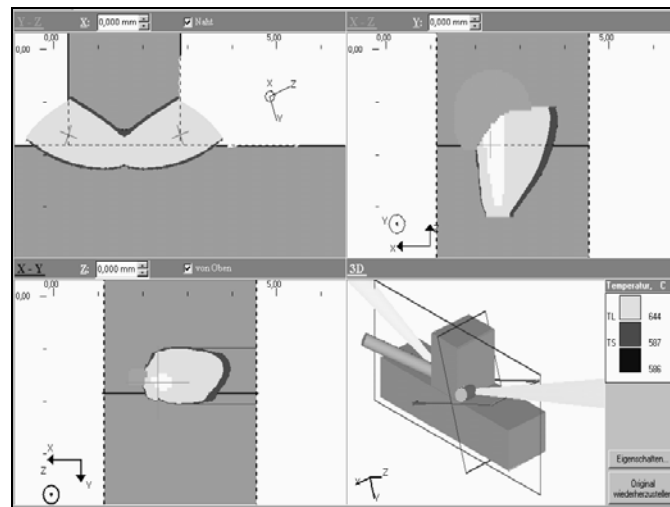 Y - Z X: 0,000 mm Naht
0,00 5,00
0,00
X
Z
Y
X - Z Y: 0,000 mm
0,00 5,00
0,00
Y
X
Z
X - Y Z: 0,000 mm von Oben
0,00 5,00
0,00
X
Z
Y
3D
X
Z
Y
Temperatur, C
TL 644
TS 587
586
Eigenschaften...
Original
wiederherzustellen